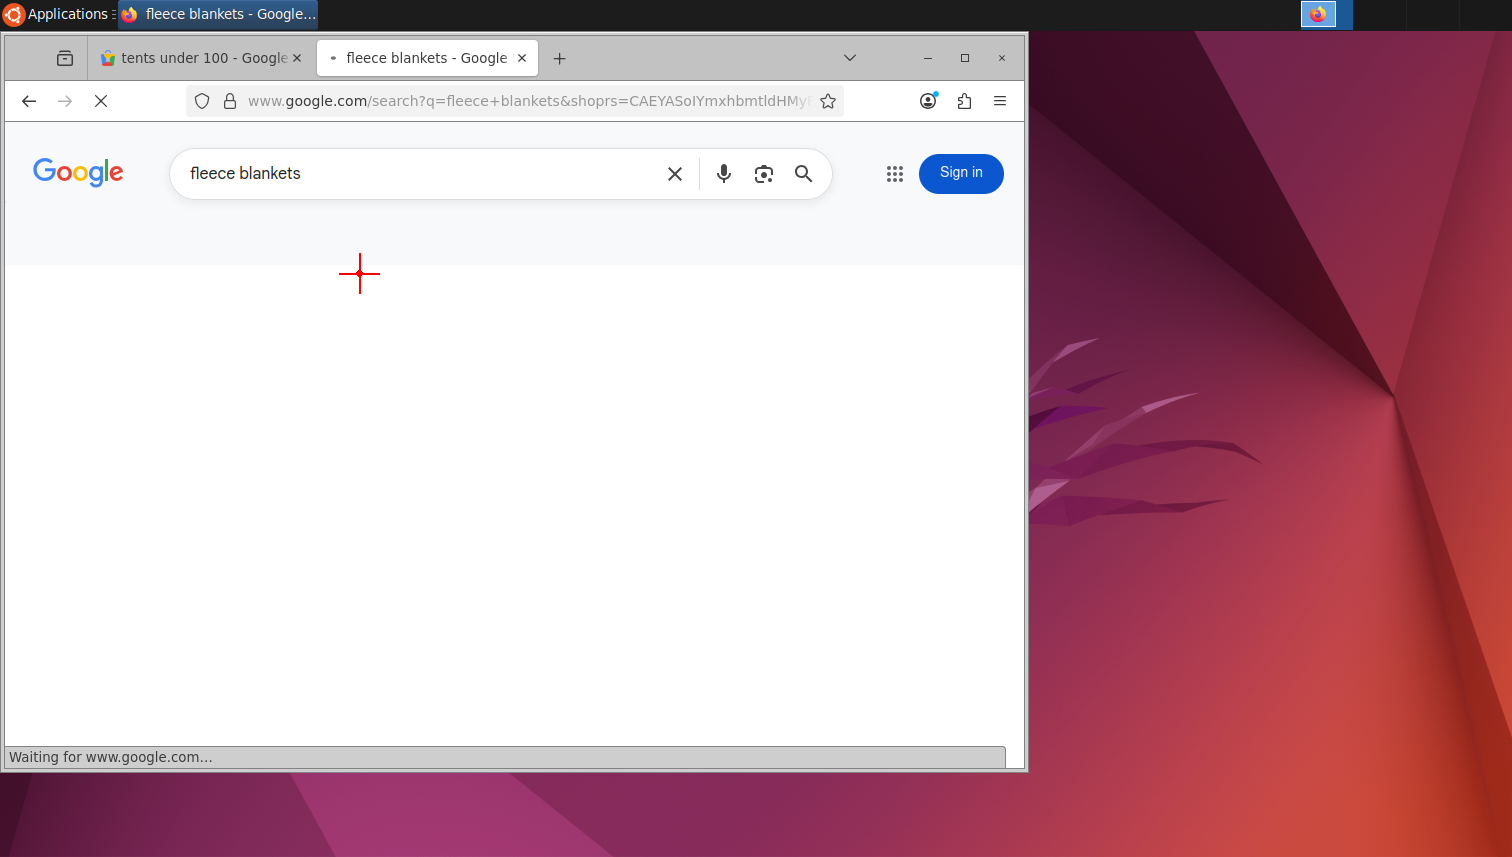 Applications
fleece blankets - Google...
tents under 100 - Google
fleece blankets - Google
www.google.com/search?q=fleece+blankets&shoprs=CAEYASoIYmxhbmtldHMy
Google
fleece blankets
Sign in
Waiting for www.google.com...